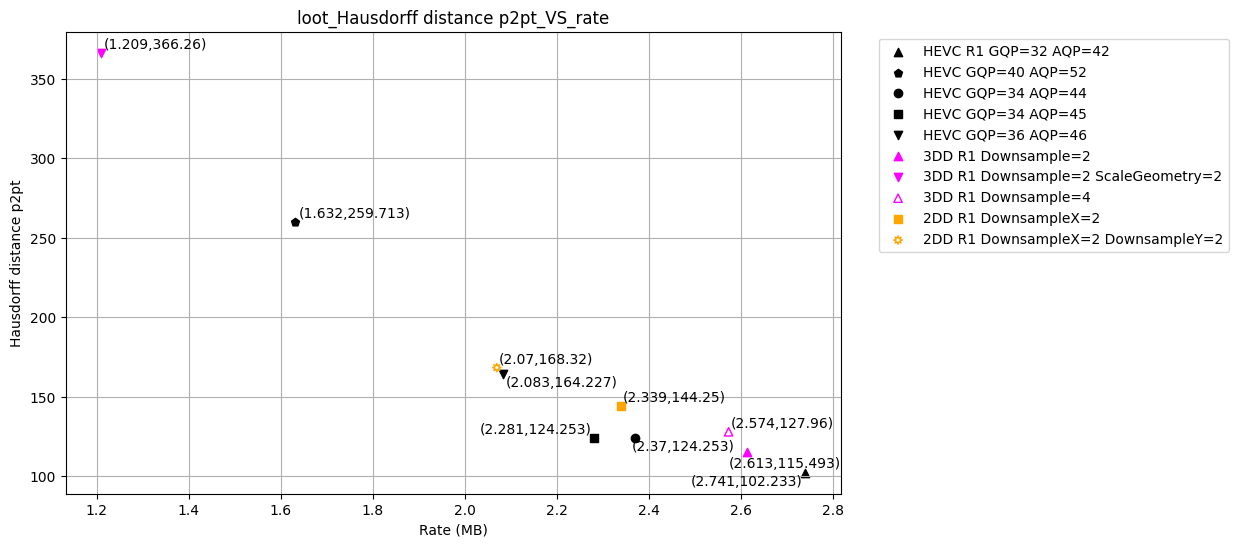 loot_Hausdorff distance p2pt_VS_rate
Hausdorff distance p2pt
350
300
250
200
150
100
(1.209,366.26)
(1.632,259.713)
(2.07,168.32)
(2.083,164.227)
(2.339,144.25)
(2.281,124.253)
(2.37,124.253)
(2.574,127.96)
(2.613,115.493)
(2.741,102.233)
1.2 1.4 1.6 1.8 2.0 2.2 2.4 2.6 2.8
Rate (MB)
HEVC R1 GQP=32 AQP=42
HEVC GQP=40 AQP=52
HEVC GQP=34 AQP=44
HEVC GQP=34 AQP=45
HEVC GQP=36 AQP=46
3DD R1 Downsample=2
3DD R1 Downsample=2 ScaleGeometry=2
3DD R1 Downsample=4
2DD R1 DownsampleX=2
2DD R1 DownsampleX=2 DownsampleY=2